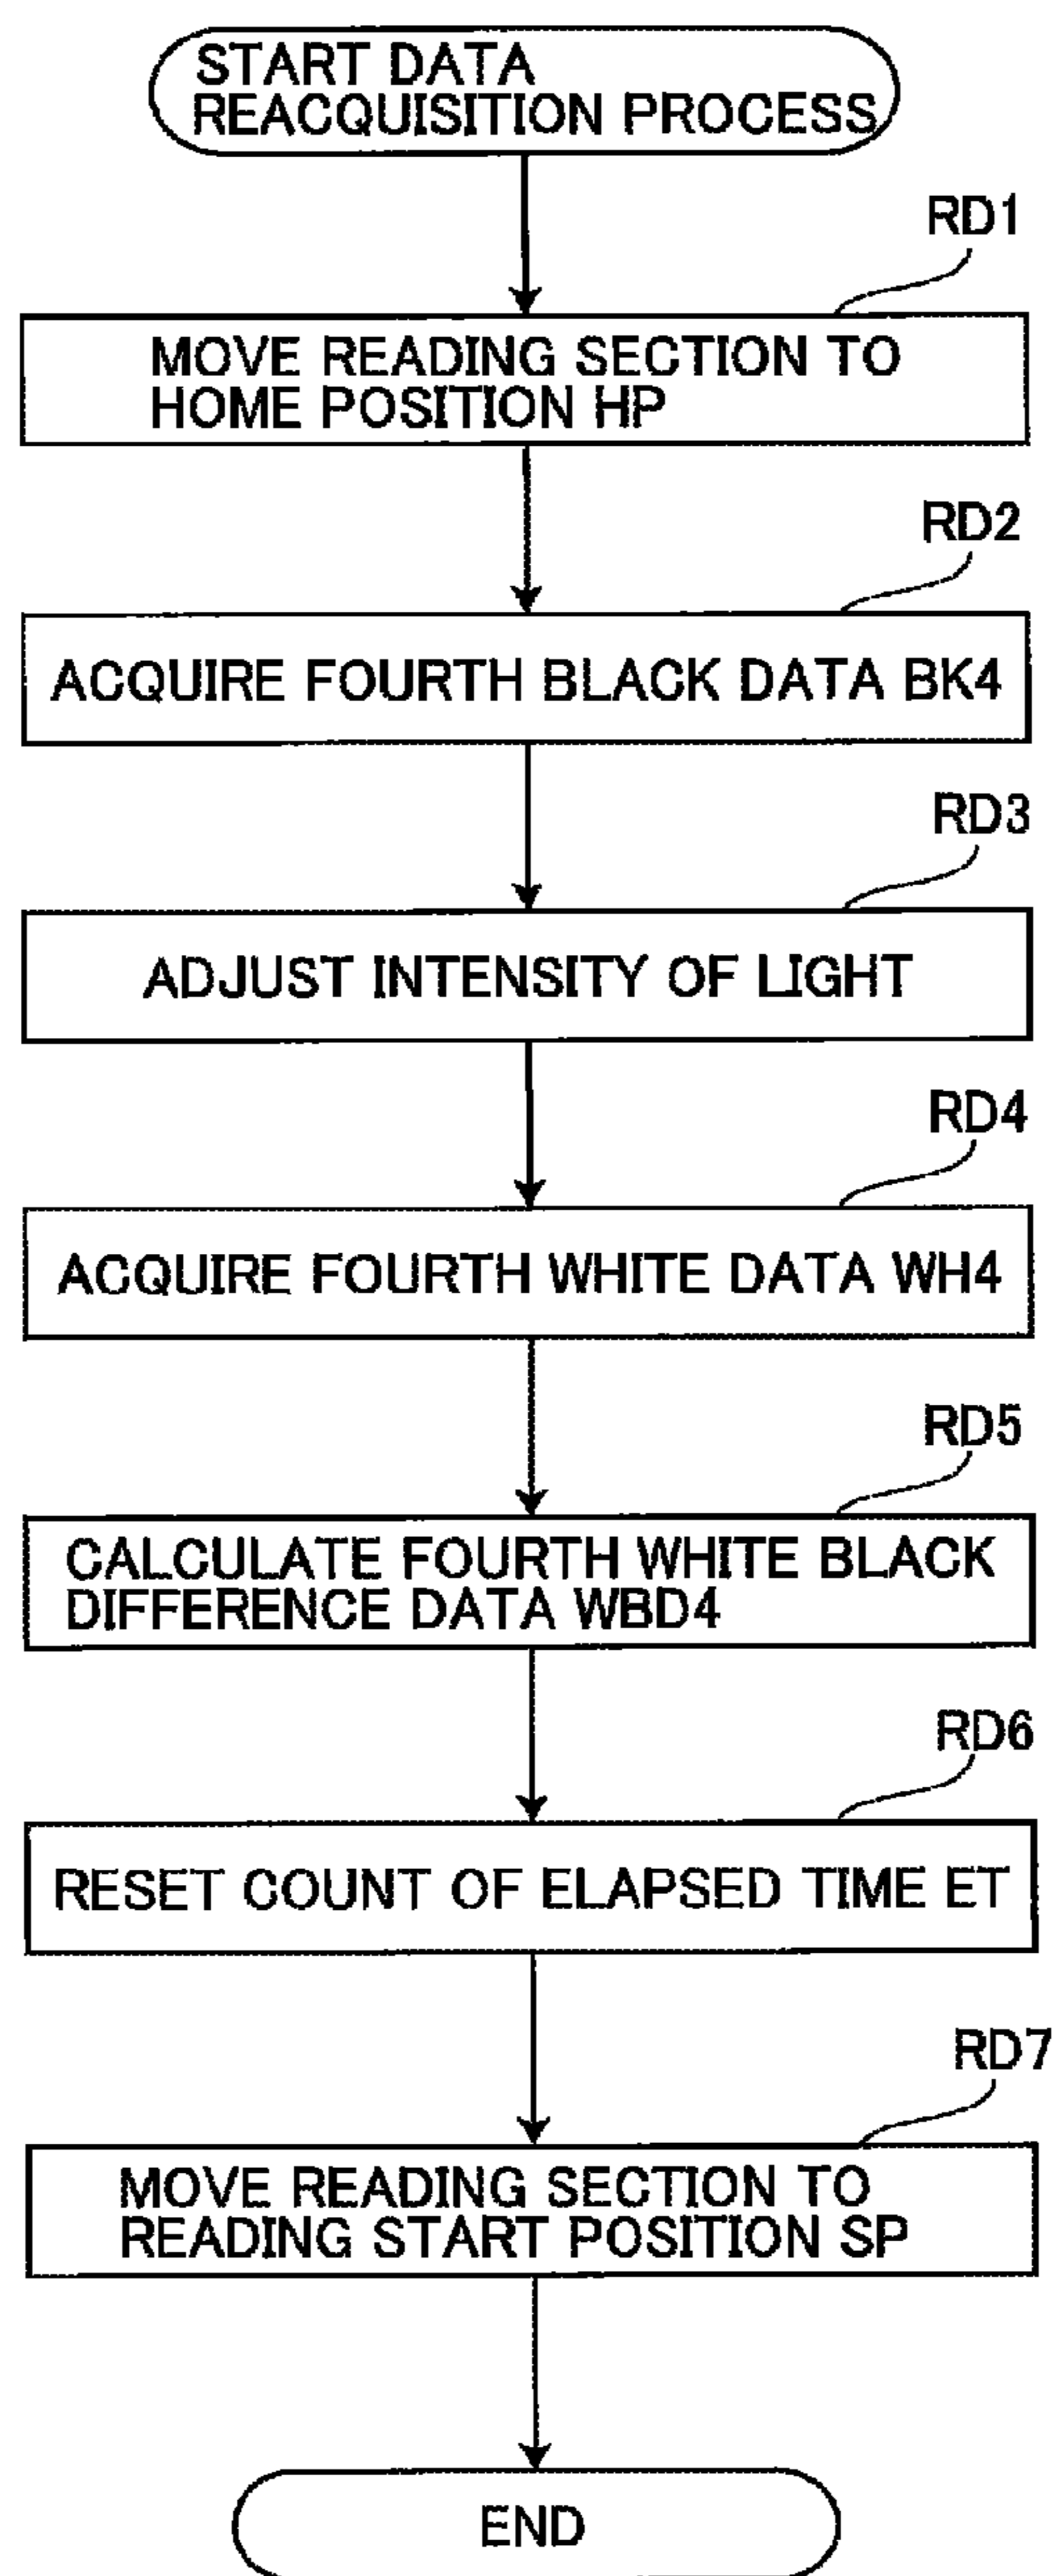 START DATA
REACQUISITION PROCESS
RD1
MOVE READING SECTION TO
HOME POSITION HP
RD2
ACQUIRE FOURTH BLACK DATA BK4
RD3
ADJUST INTENSITY OF LIGHT
RD4
ACQUIRE FOURTH WHITE DATA WH4
RD5
CALCULATE FOURTH WHITE BLACK
DIFFERENCE DATA WBD4
RD6
RESET COUNT OF ELAPSED TIME ET
RD7
MOVE READING SECTION TO
READING START POSITION SP
END